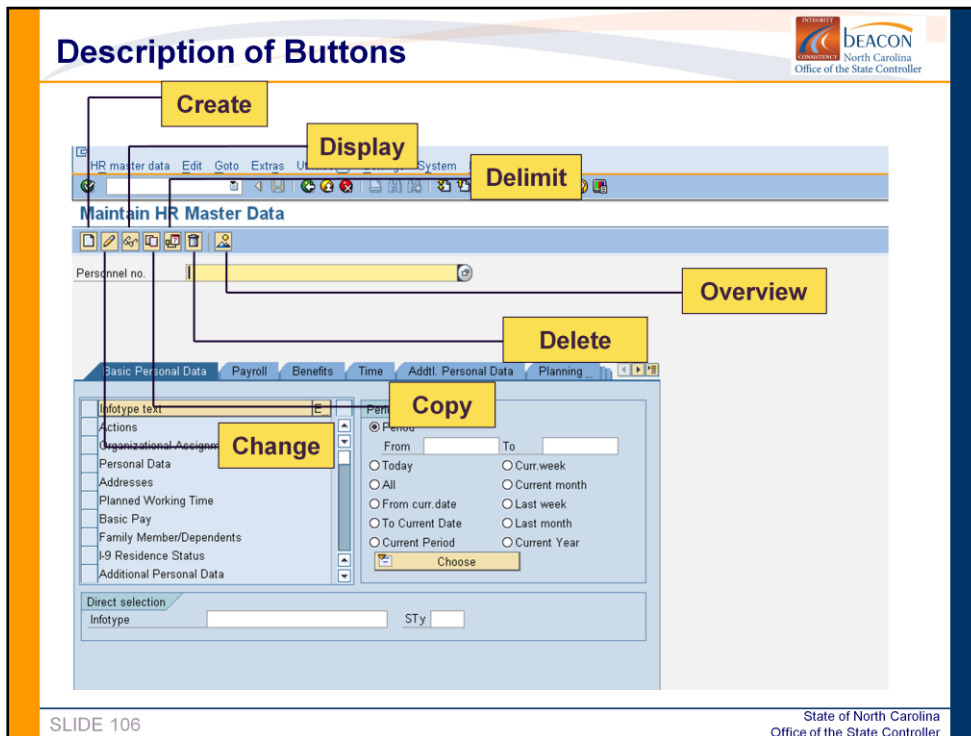 Description of Buttons
INTEGRITY
CONSISTENCY
BEACON
North Carolina
Office of the State Controller
Create
Display
Delimit
HR master data Edit Goto Extras System
Maintain HR Master Data
Personnel no.
Overview
Delete
Basic Personal Data Payroll Benefits Time Addtl. Personal Data Planning ...
Copy
Change
Infotype text E...
Actions
Personal Data
Addresses
Planned Working Time
Basic Pay
Family Member/Dependents
I-9 Residence Status
Additional Personal Data
Period
From To
Today Curr.week
All Current month
From curr.date Last week
To Current Date Last month
Current Period Current Year
Choose
Direct selection
Infotype STy
SLIDE 106
State of North Carolina
Office of the State Controller